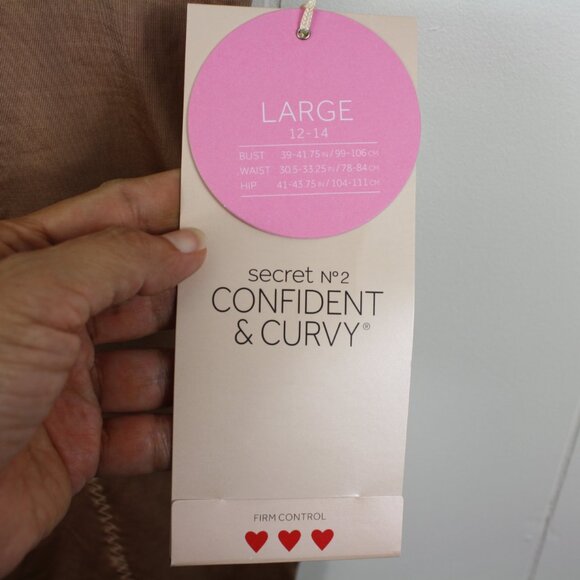 LARGE
12-14
BUST 39-41.75 IN / 99-106 CM
WAIST 30.5-33.25 IN / 78-84 CM
HIP 41-43.75 IN / 104-111 CM
secret Nº2
CONFIDENT
& CURVY®
FIRM CONTROL